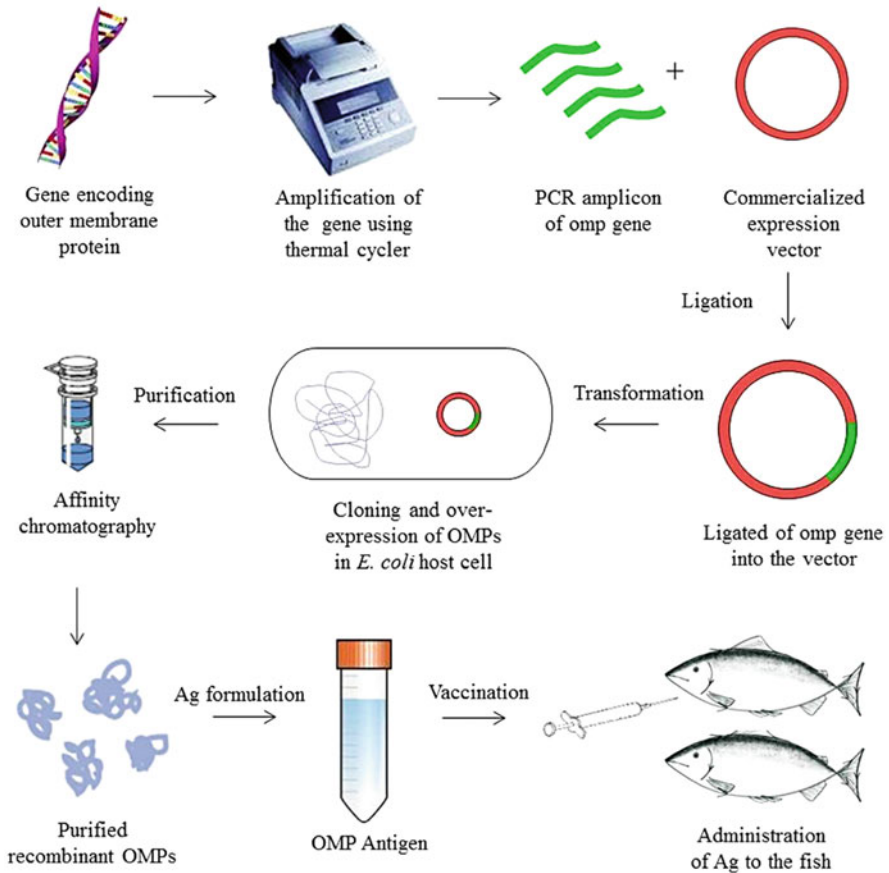 Gene encoding
outer membrane
protein
Amplification of
the gene using
thermal cycler
PCR amplicon
of omp gene
+
Commercialized
expression
vector
Ligation
Ligated of omp gene
into the vector
Transformation
Cloning and over-
expression of OMPs
in E. coli host cell
Purification
Affinity
chromatography
Purified
recombinant OMPs
Ag formulation
OMP Antigen
Vaccination
Administration
of Ag to the fish